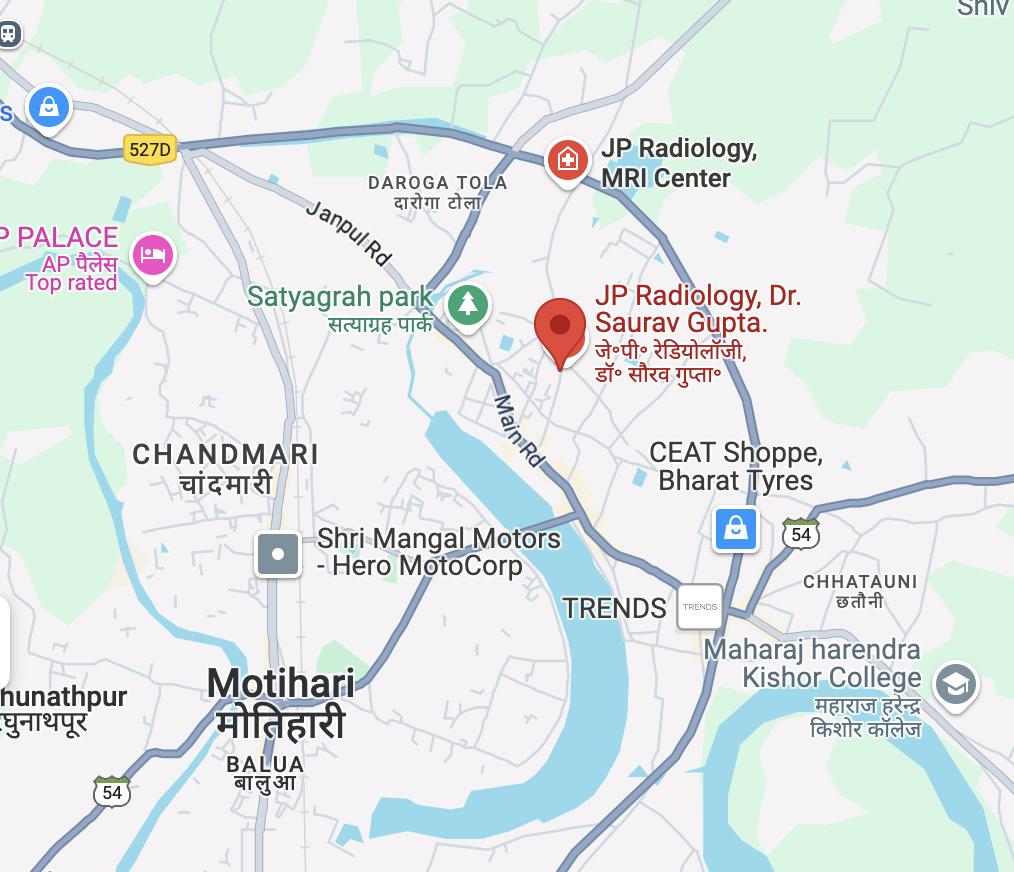 Shiv
S
527D
JP Radiology,
MRI Center
DAROGA TOLA
दारोगा टोला
Janpul Rd
P PALACE
AP पैलेस
Top rated
Satyagrah park
सत्याग्रह पार्क
JP Radiology, Dr.
Saurav Gupta.
जे॰पी॰ रेडियोलॉजी,
डॉ॰ सौरव गुप्ता॰
Main Rd
CHANDMARI
चांदमारी
CEAT Shoppe,
Bharat Tyres
54
Shri Mangal Motors
- Hero MotoCorp
CHHATAUNI
छतौनी
TRENDS
TRENDS
Maharaj harendra
Kishor College
महाराज हरेन्द्र
किशोर कॉलेज
Motihari
मोतिहारी
hunathpur
रघुनाथपूर
BALUA
बालुआ
54